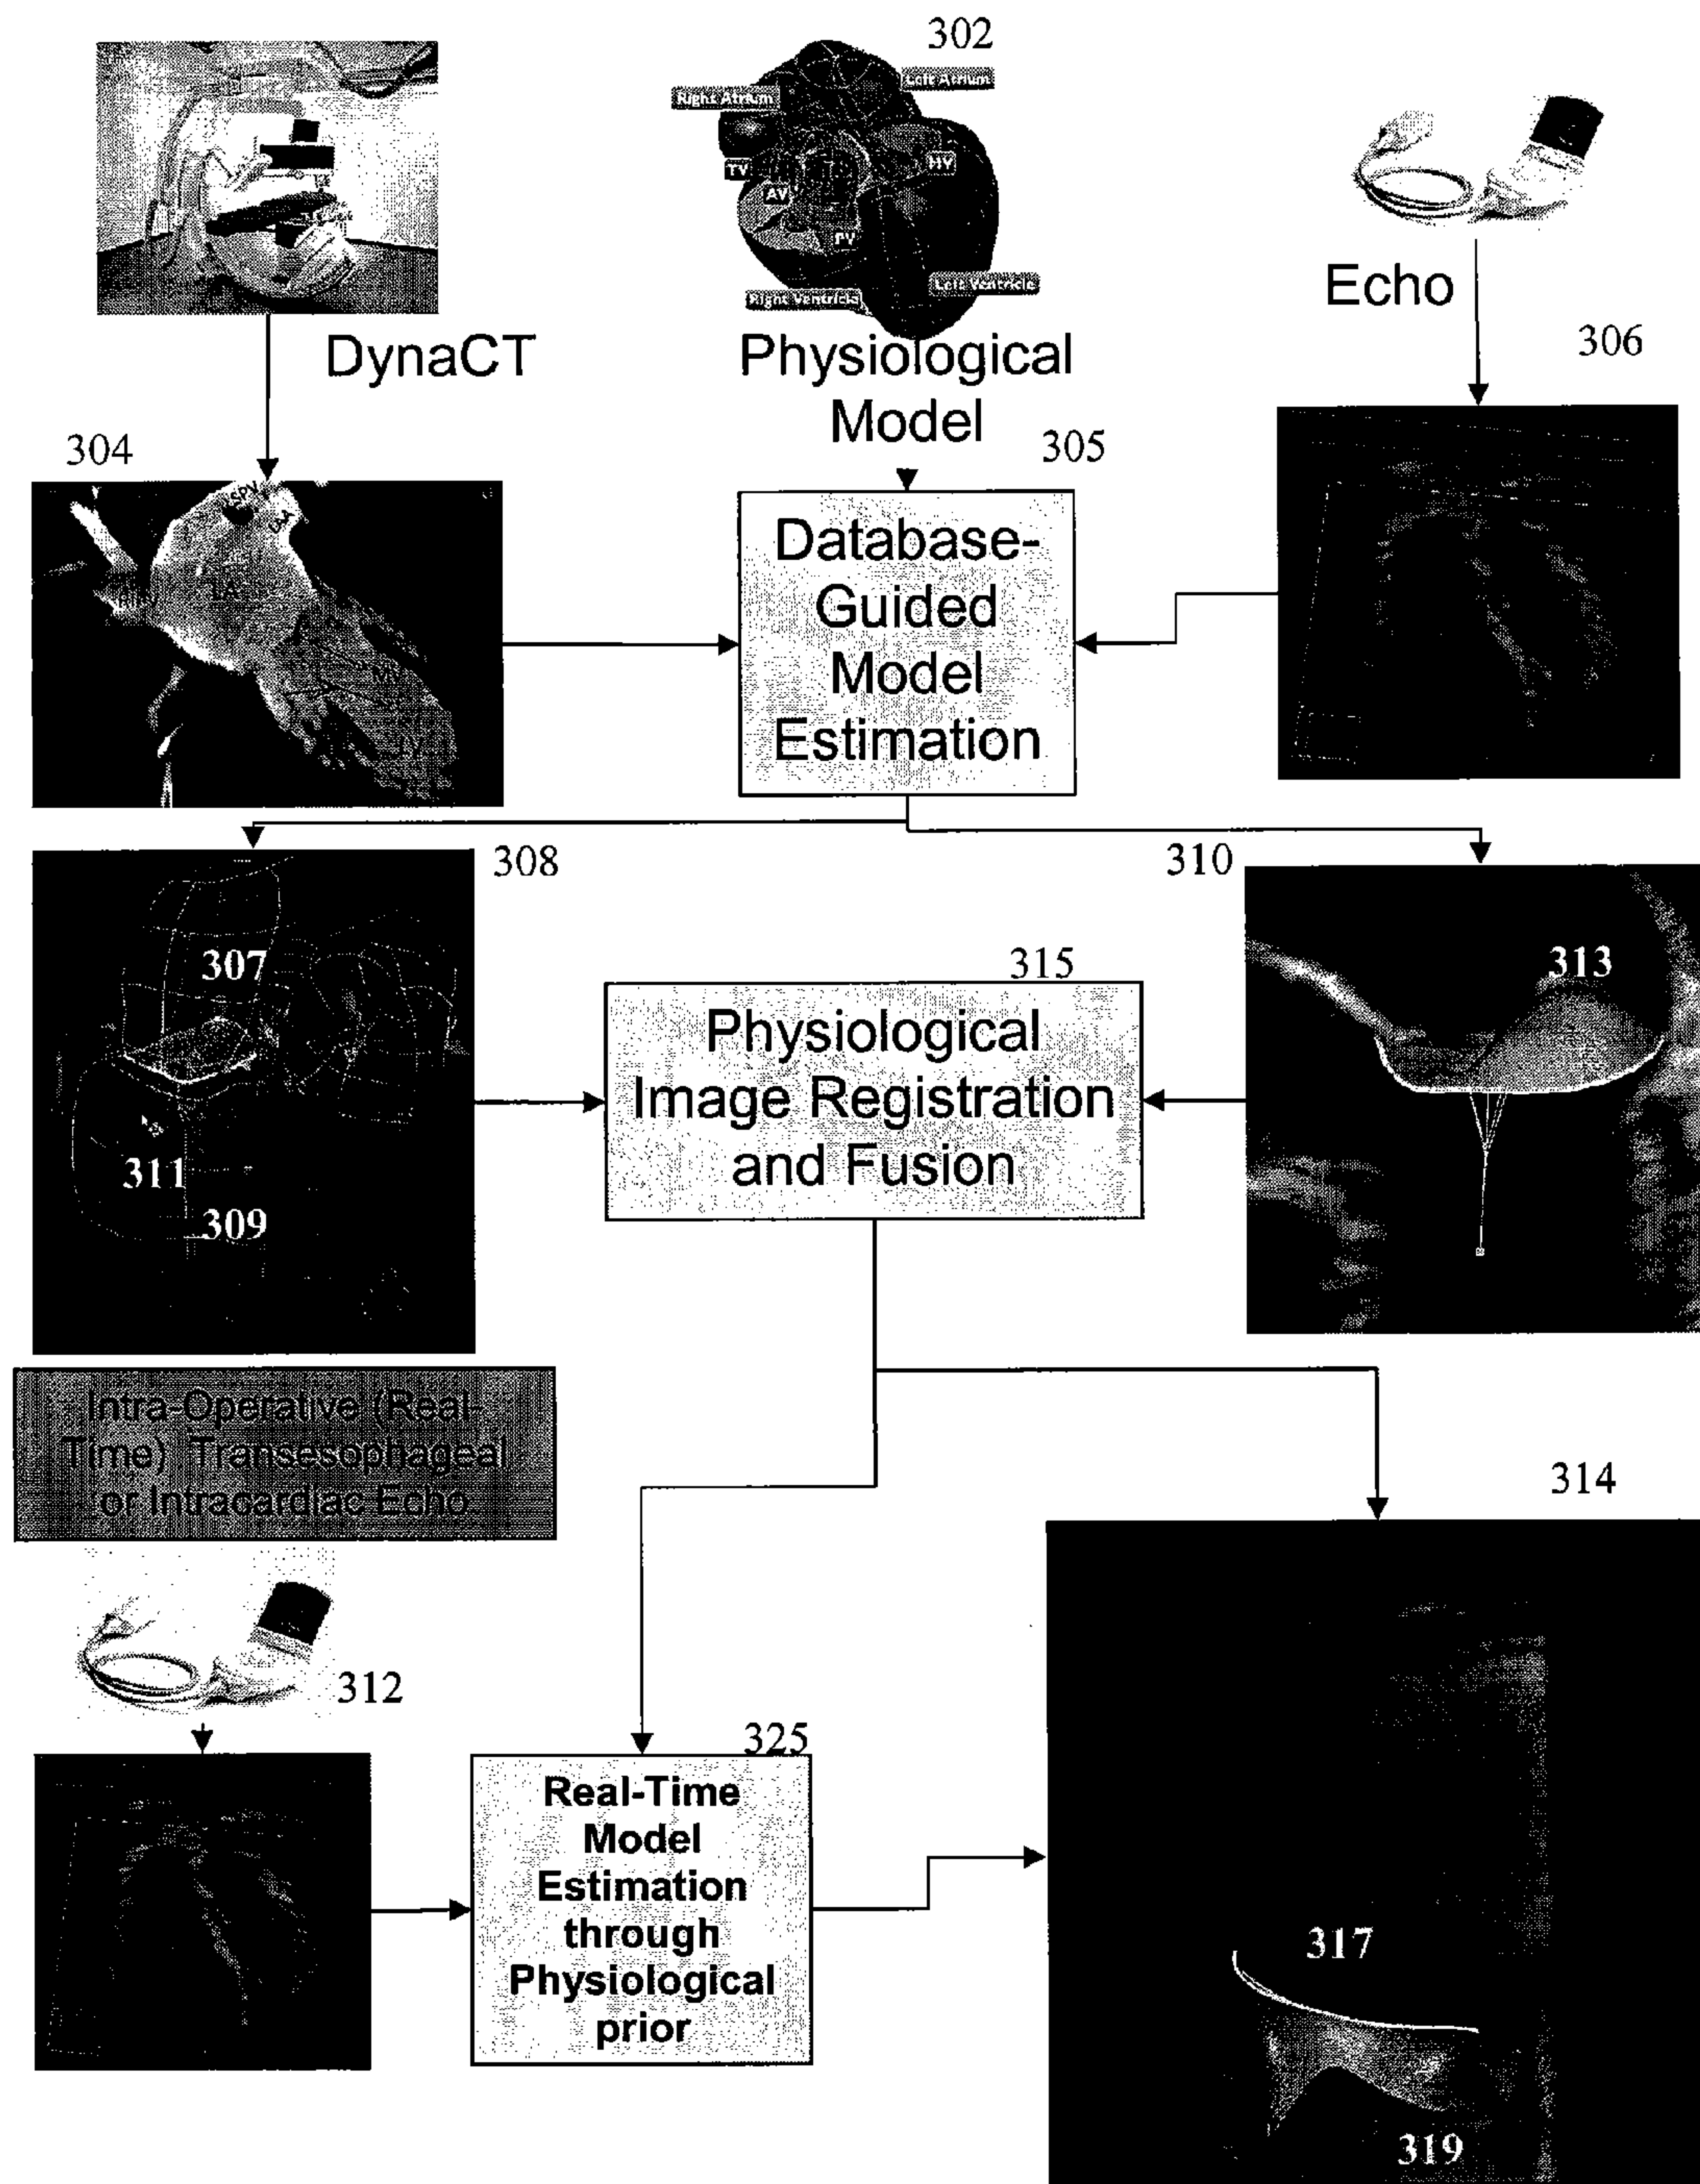 302
Left Atrium
Right Atrium
TV
MV
AV
PV
Right Ventricle
Left Ventricle
DynaCT
Physiological
Model
Echo
306
304
305
LSPV
LAA
LA
MV
LV
Database-
Guided
Model
Estimation
308
310
307
311
309
315
Physiological
Image Registration
and Fusion
313
Intra-Operative (Real-
Time) Transesophageal
or Intracardiac Echo
314
312
325
Real-Time
Model
Estimation
through
Physiological
prior
317
319